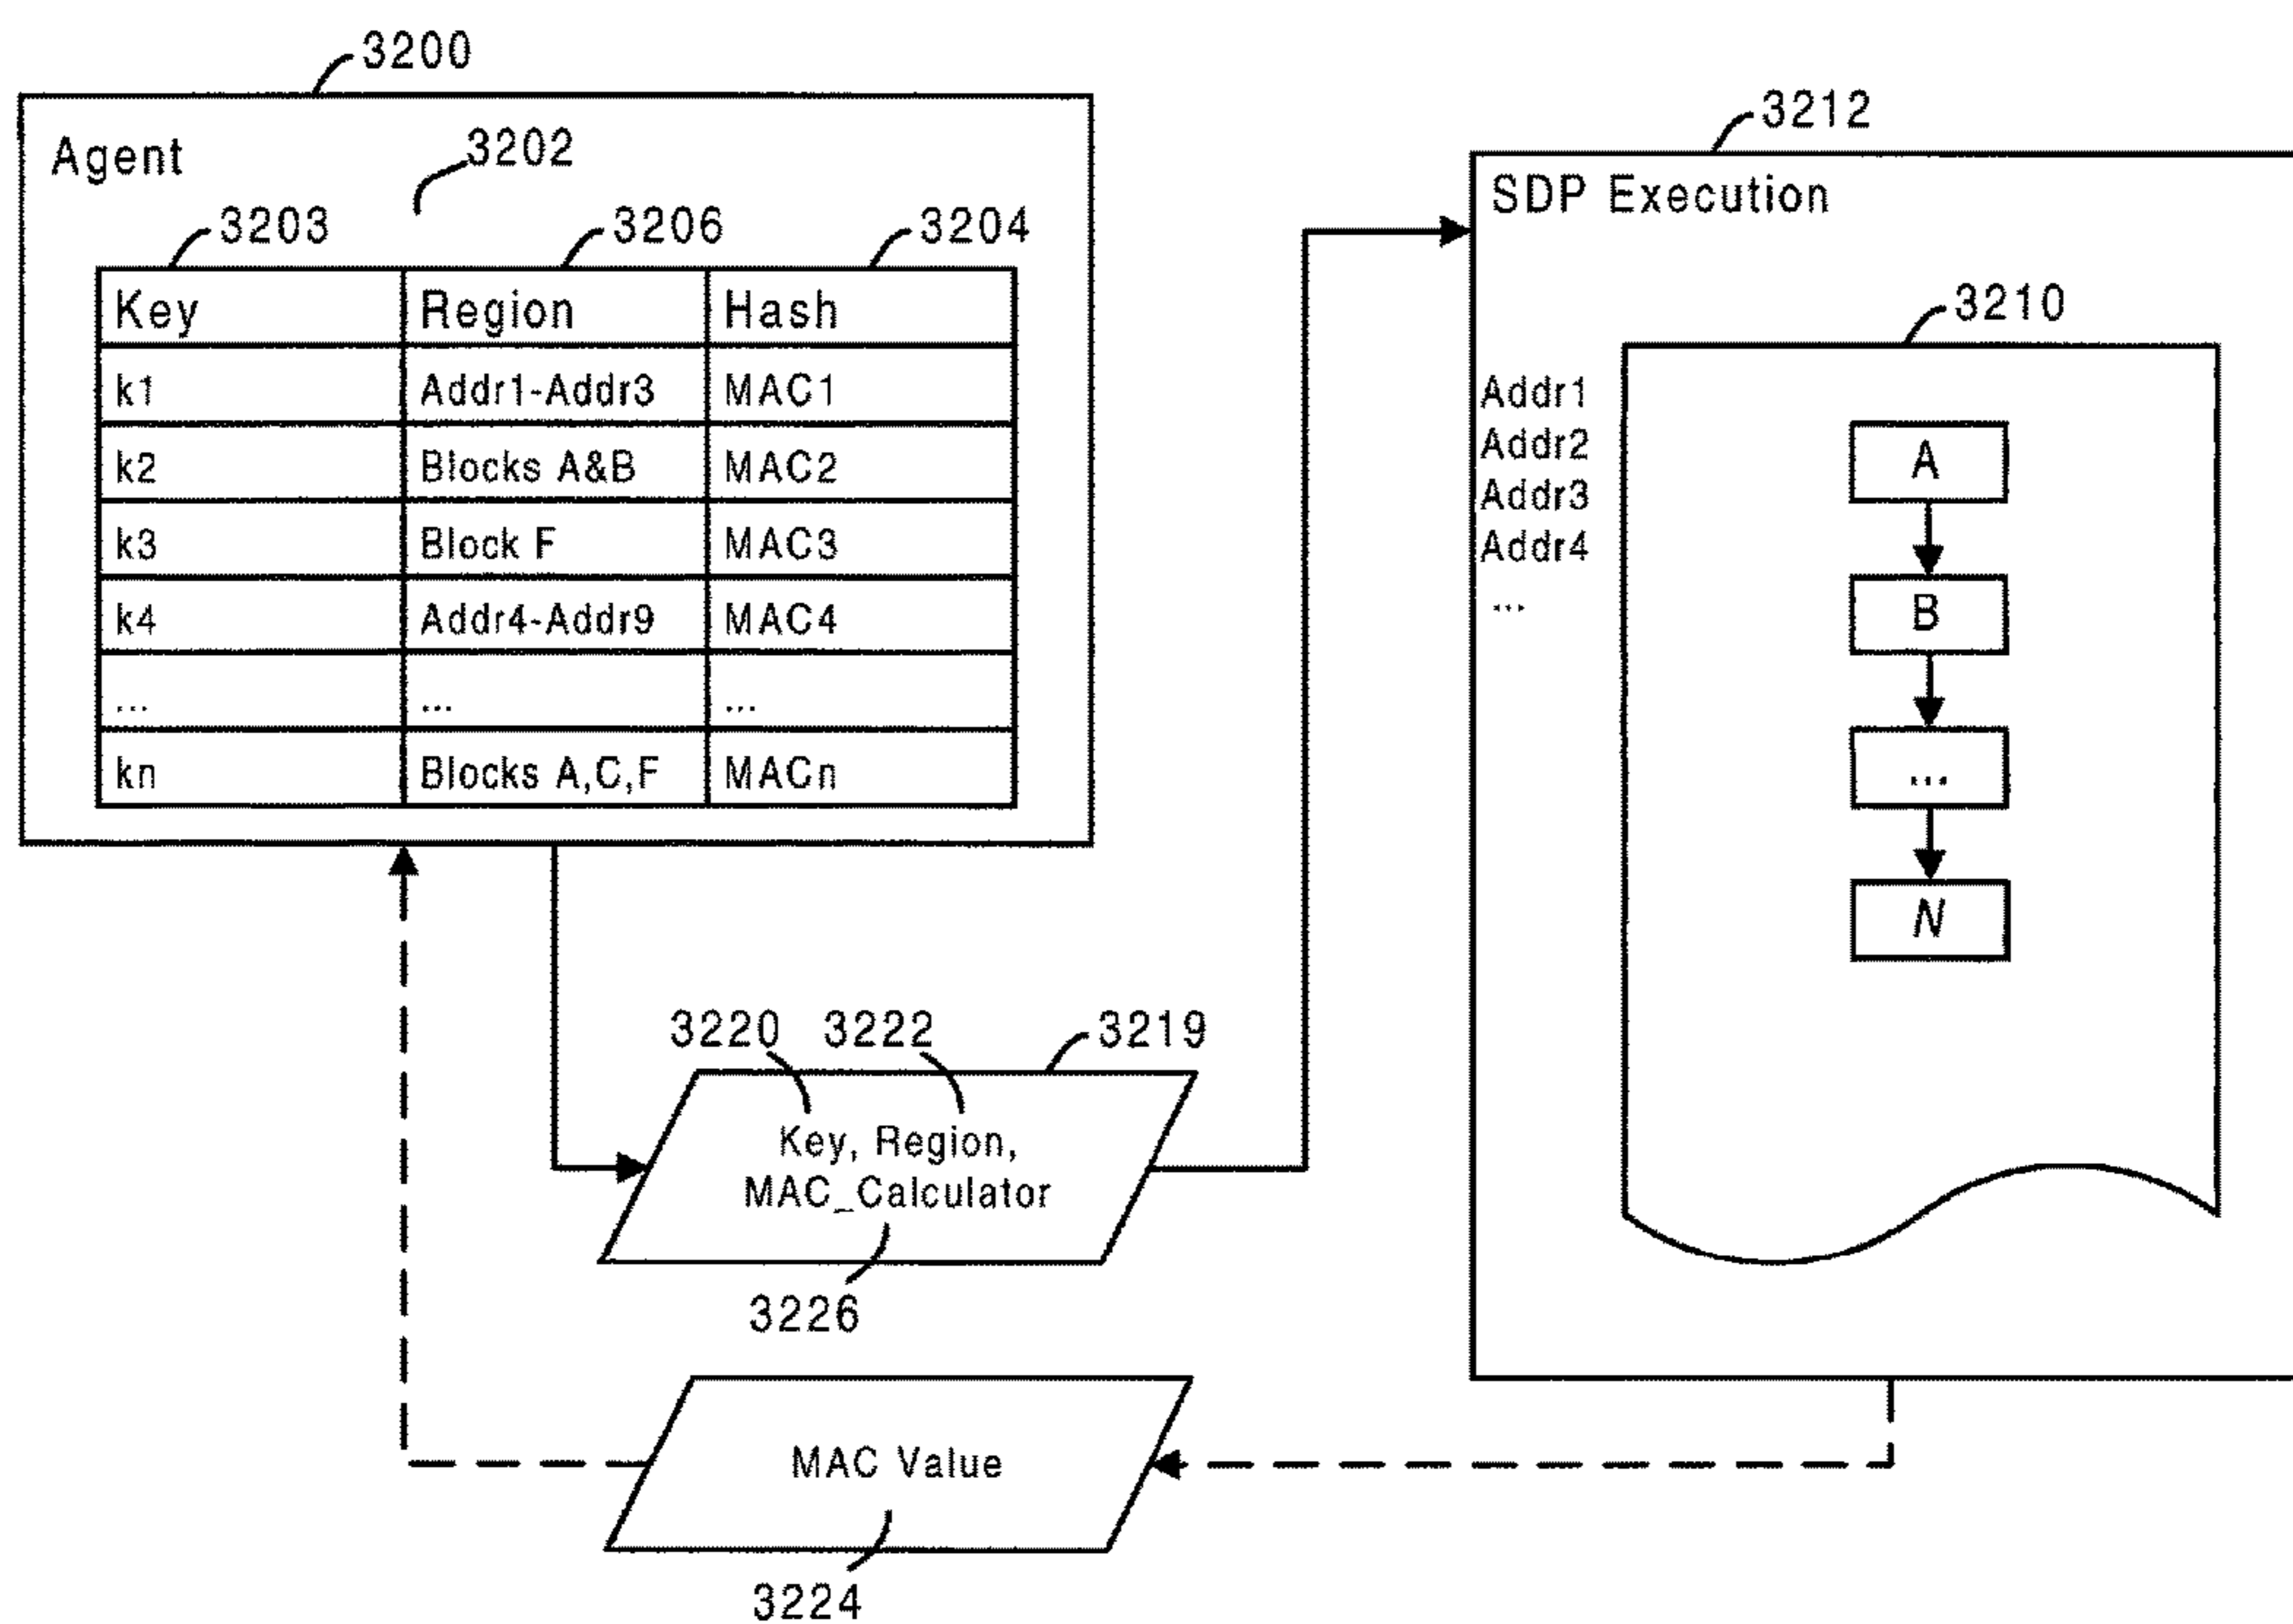 3200
Agent
3202
3203
3206
3204
Key Region Hash
k1 Addr1-Addr3 MAC1
k2 Blocks A&B MAC2
k3 Block F MAC3
k4 Addr4-Addr9 MAC4
... ... ...
kn Blocks A,C,F MACn
3212
SDP Execution
3210
Addr1
Addr2
Addr3
Addr4
...
A
B
...
N
3220 3222 3219
Key, Region,
MAC_Calculator
3226
MAC Value
3224